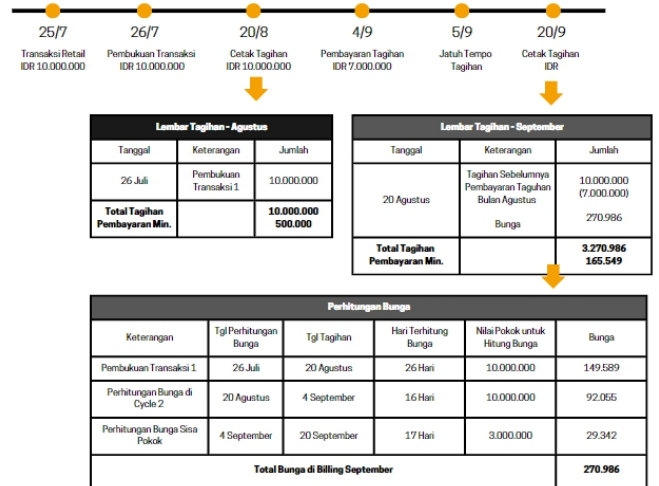 25/7 26/7 20/8 4/9 5/9 20/9
Transaksi Retail Pembukuan Transaksi Cetak Tagihan Pembayaran Tagihan Jatuh Tempo Cetak Tagihan
IDR 10.000.000 IDR 10.000.000 IDR 10.000.000 IDR 7.000.000 Tagihan IDR
Lembar Tagihan - Agustus
Tanggal Keterangan Jumlah
26 Juli Pembukuan Transaksi 1 10.000.000
Total Tagihan 10.000.000
Pembayaran Min. 500.000
Lembar Tagihan - September
Tanggal Keterangan Jumlah
20 Agustus
Tagihan Sebelumnya 10.000.000
Pembayaran Taguhan (7.000.000)
Bulan Agustus
Bunga 270.986
Total Tagihan 3.270.986
Pembayaran Min. 165.549
Perhitungan Bunga
Keterangan Tgl Perhitungan Bunga Tgl Tagihan Hari Terhitung Bunga Nilai Pokok untuk Hitung Bunga Bunga
Pembukuan Transaksi 1 26 Juli 20 Agustus 26 Hari 10.000.000 149.589
Perhitungan Bunga di Cycle 2 20 Agustus 4 September 16 Hari 10.000.000 92.055
Perhitungan Bunga Sisa Pokok 4 September 20 September 17 Hari 3.000.000 29.342
Total Bunga di Billing September 270.986